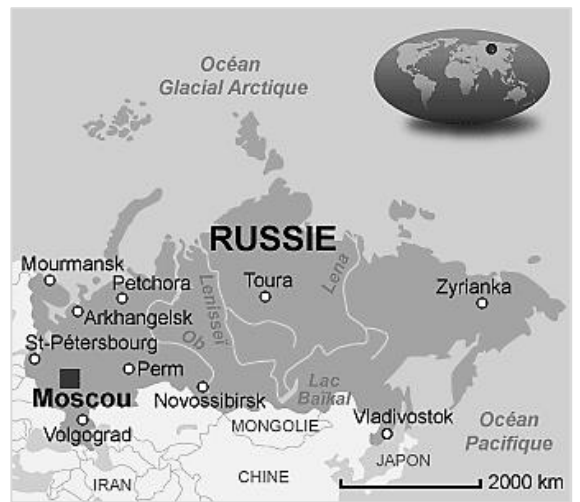 Océan
Glacial Arctique
RUSSIE
Mourmansk
Petchora
Ienisseï
Toura
Lena
Zyrianka
Arkhangelsk
St-Pétersbourg
Ob
Perm
Moscou
Novossibirsk
Lac
Baïkal
Vladivostok
Océan
Pacifique
Volgograd
MONGOLIE
JAPON
IRAN
CHINE
2000 km